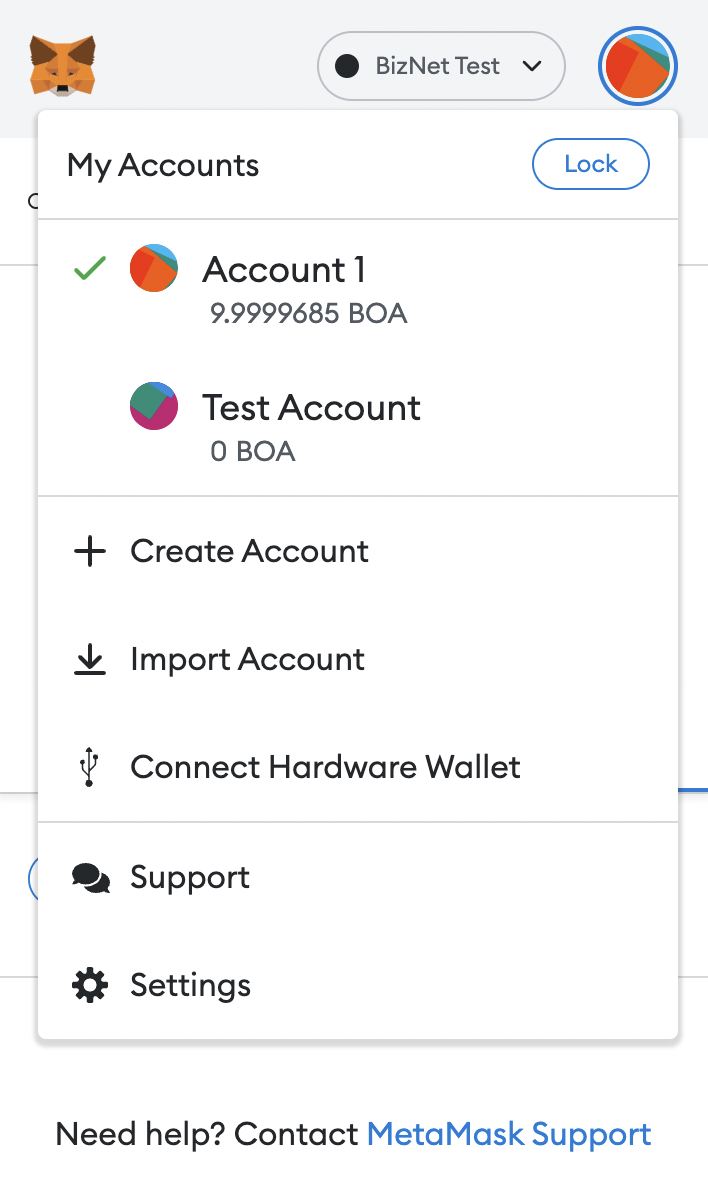 BizNet Test
My Accounts
Lock
Account 1
9.9999685 BOA
Test Account
0 BOA
Create Account
Import Account
Connect Hardware Wallet
Support
Settings
Need help? Contact MetaMask Support